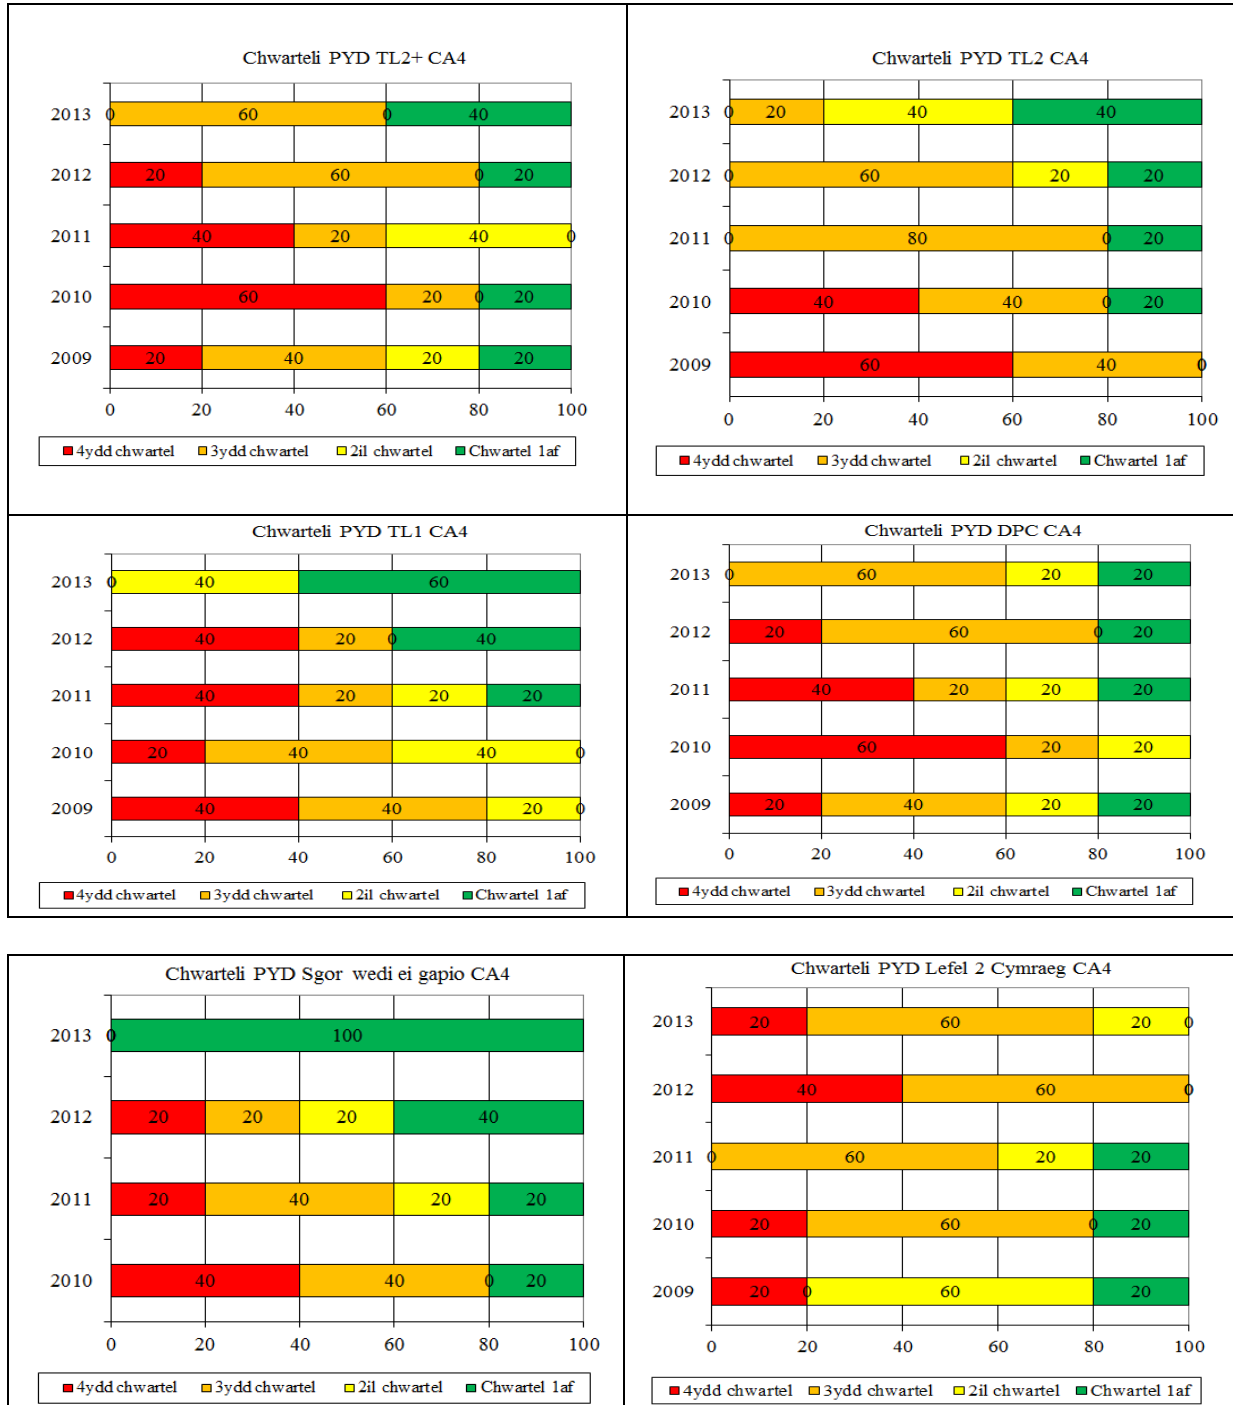 Chwarteli PYD TL2+ CA4
2013 0 60 0 40
2012 20 60 0 20
2011 40 20 40 0
2010 60 20 0 20
2009 20 40 20 20
0 20 40 60 80 100
4ydd chwartel 3ydd chwartel 2il chwartel Chwartel 1af
Chwarteli PYD TL2 CA4
2013 0 20 40 40
2012 0 60 20 20
2011 0 80 0 20
2010 40 40 0 20
2009 60 40 0
0 20 40 60 80 100
4ydd chwartel 3ydd chwartel 2il chwartel Chwartel 1af
Chwarteli PYD TL1 CA4
2013 0 40 60
2012 40 20 0 40
2011 40 20 20 20
2010 20 40 40 0
2009 40 40 20 0
0 20 40 60 80 100
4ydd chwartel 3ydd chwartel 2il chwartel Chwartel 1af
Chwarteli PYD DPC CA4
2013 0 60 20 20
2012 20 60 0 20
2011 40 20 20 20
2010 60 20 20
2009 20 40 20 20
0 20 40 60 80 100
4ydd chwartel 3ydd chwartel 2il chwartel Chwartel 1af
Chwarteli PYD Sgor wedi ei gapio CA4
2013 0 100
2012 20 20 20 40
2011 20 40 20 20
2010 40 40 0 20
0 20 40 60 80 100
4ydd chwartel 3ydd chwartel 2il chwartel Chwartel 1af
Chwarteli PYD Lefel 2 Cymraeg CA4
2013 20 60 20 0
2012 40 60 0
2011 0 60 20 20
2010 20 60 0 20
2009 20 0 60 20
0 20 40 60 80 100
4ydd chwartel 3ydd chwartel 2il chwartel Chwartel 1af